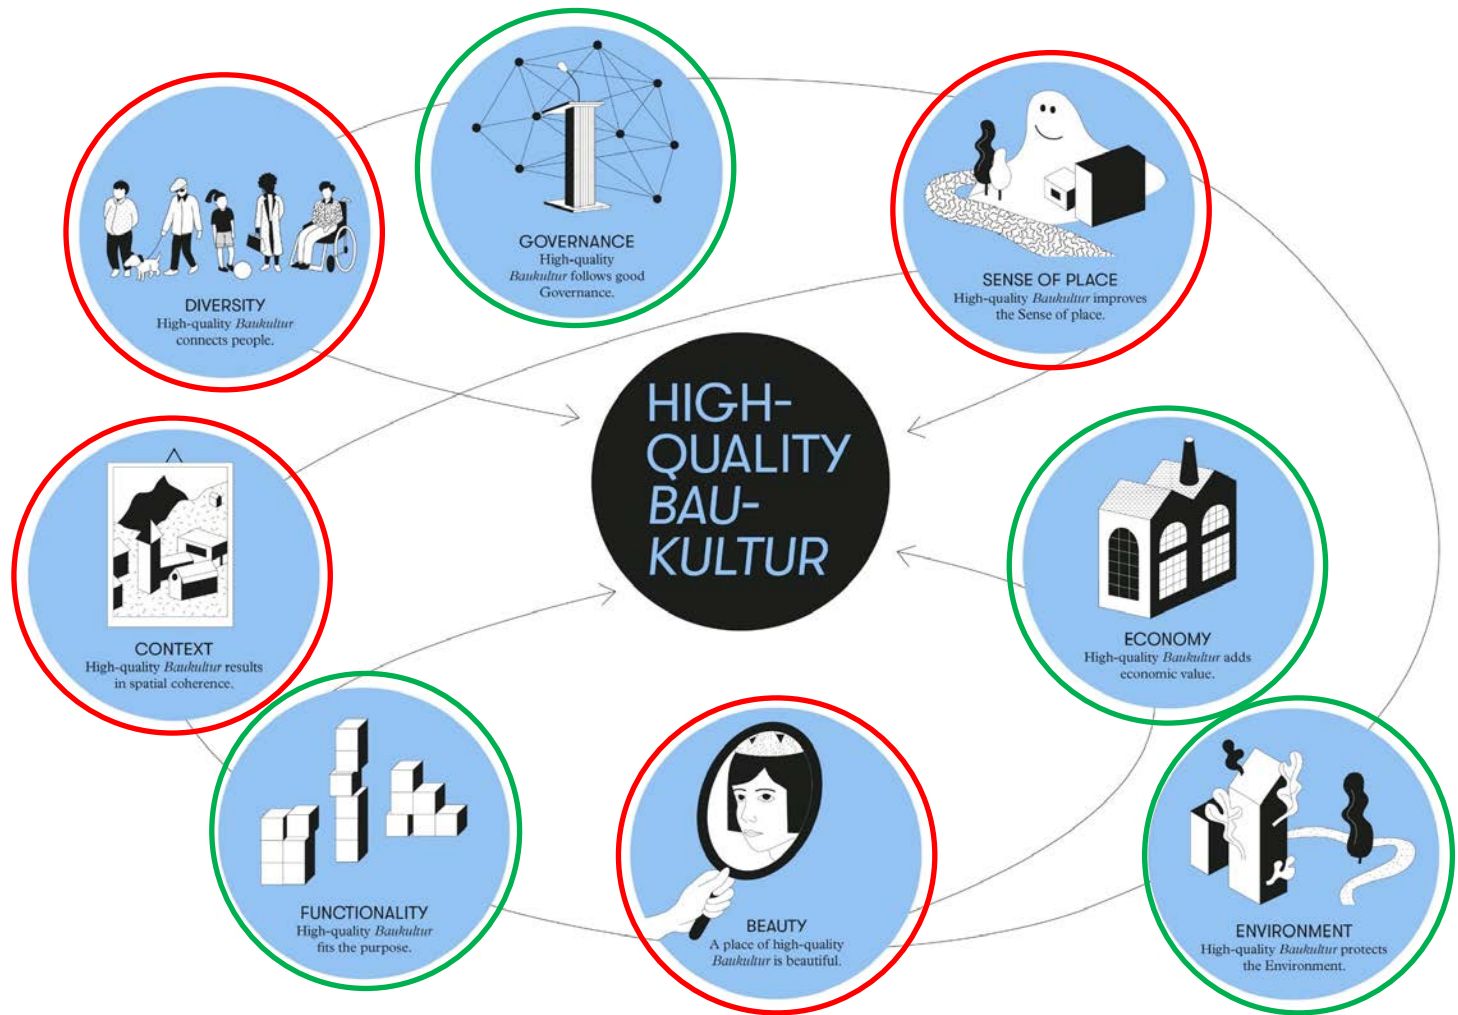 GOVERNANCE
High-quality
Baukultur follows good
Governance.
SENSE OF PLACE
High-quality Baukultur improves
the Sense of place.
DIVERSITY
High-quality Baukultur
connects people.
HIGH-
QUALITY
BAU-
KULTUR
CONTEXT
High-quality Baukultur results
in spatial coherence.
ECONOMY
High-quality Baukultur adds
economic value.
FUNCTIONALITY
High-quality Baukultur
fits the purpose.
BEAUTY
A place of high-quality
Baukultur is beautiful.
ENVIRONMENT
High-quality Baukultur protects
the Environment.